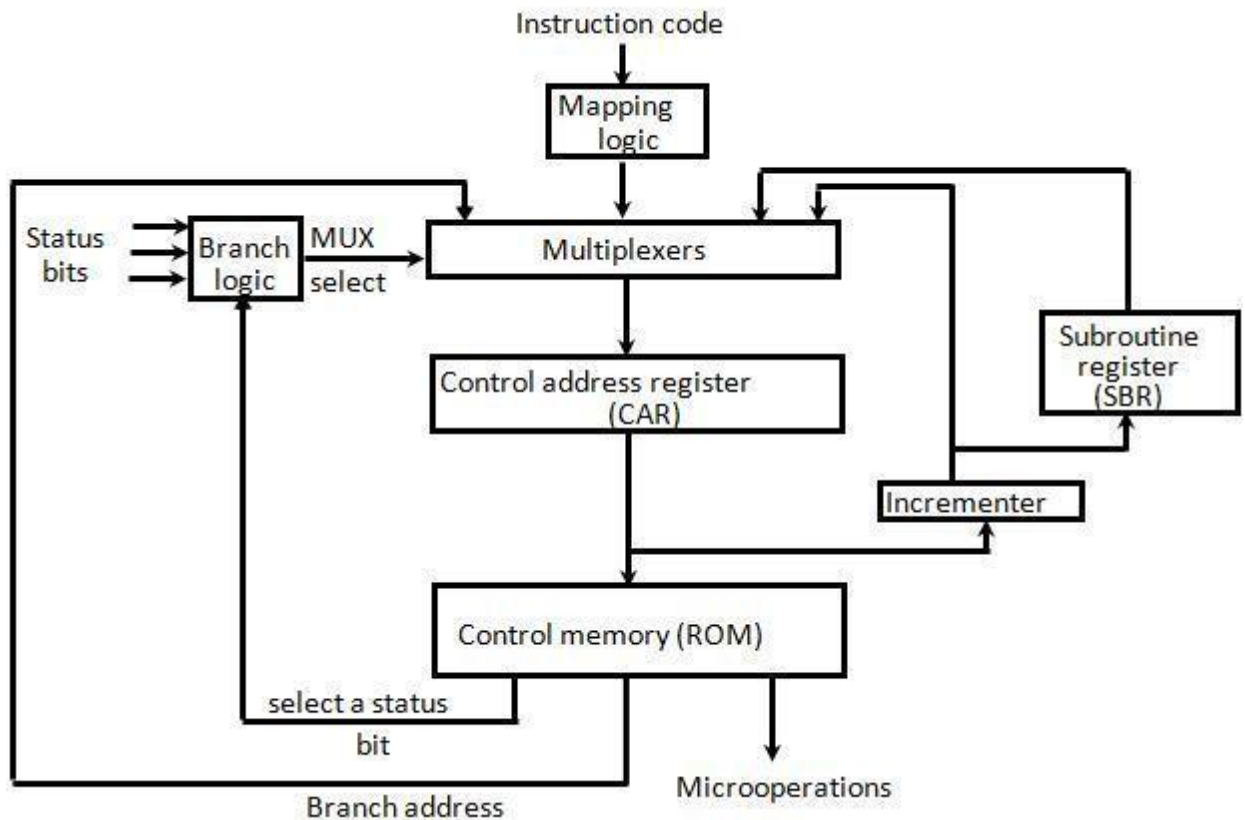 Instruction code
Mapping
logic
Status
bits
Branch
logic
MUX
select
Multiplexers
Control address register
(CAR)
Subroutine
register
(SBR)
Incrementer
Control memory (ROM)
select a status
bit
Microoperations
Branch address